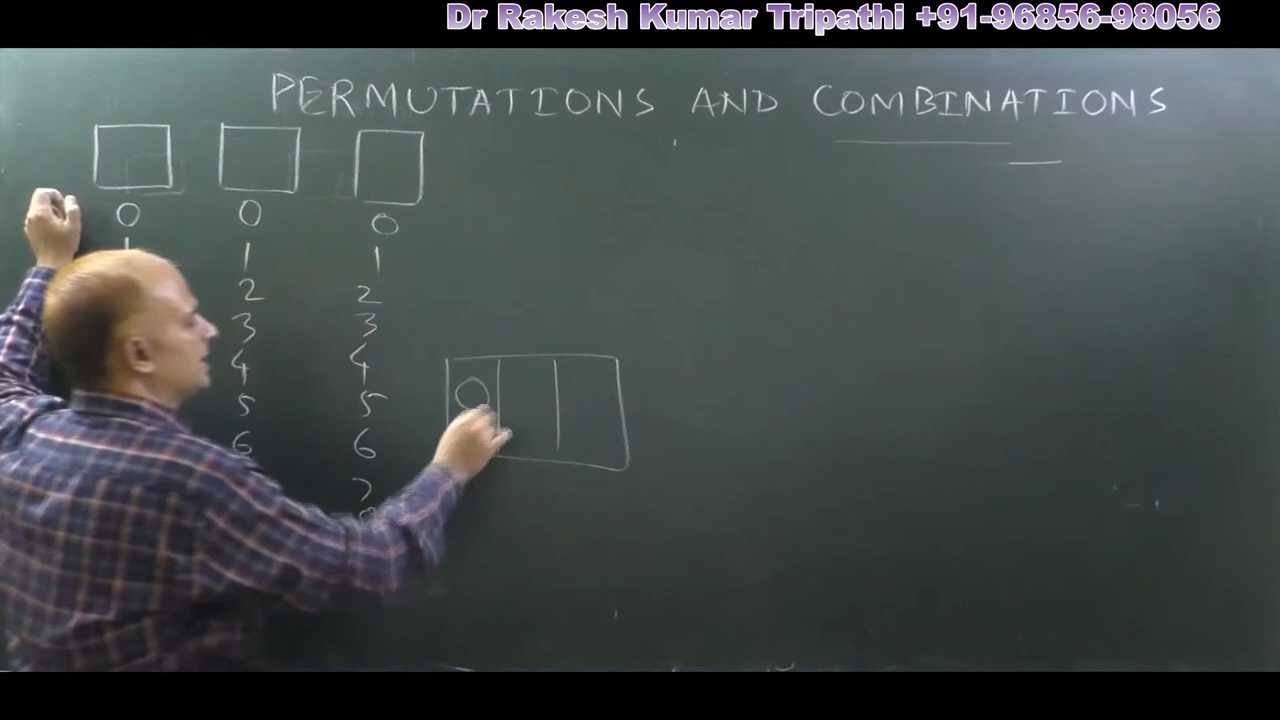 Dr Rakesh Kumar Tripathi +91-96856-98056
PERMUTATIONS AND COMBINATIONS
0 0 0
1 1 1
2 2
3 3
4 4
5 5
6 6
7
0